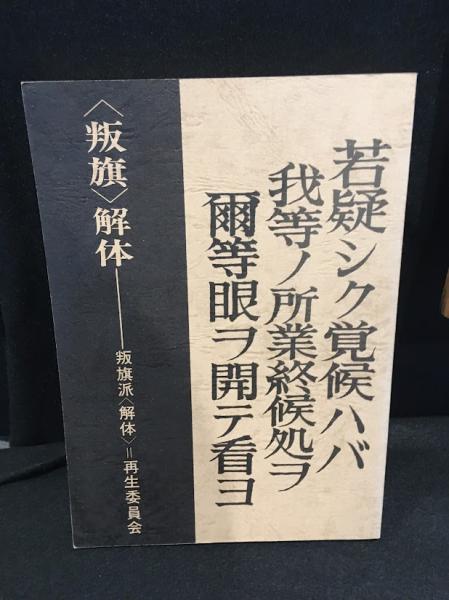 若疑シク覚候ハバ
我等ノ所業終候処ヲ
爾等眼ヲ開テ看ヨ
〈叛旗〉解体――叛旗派〈解体〉＝再生委員会